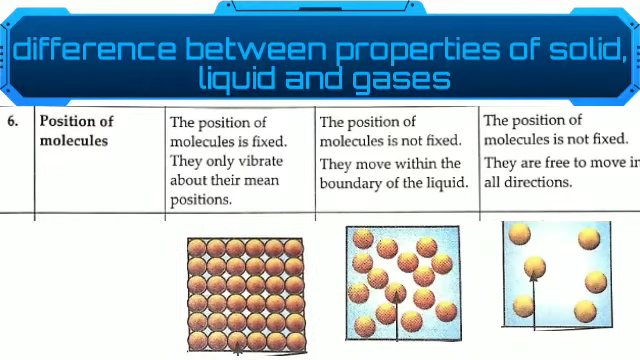 difference between properties of solid,
liquid and gases
6.
Position of
molecules
The position of
molecules is fixed.
They only vibrate
about their mean
positions.
The position of
molecules is not fixed.
They move within the
boundary of the liquid.
The position of
molecules is not fixed.
They are free to move in
all directions.